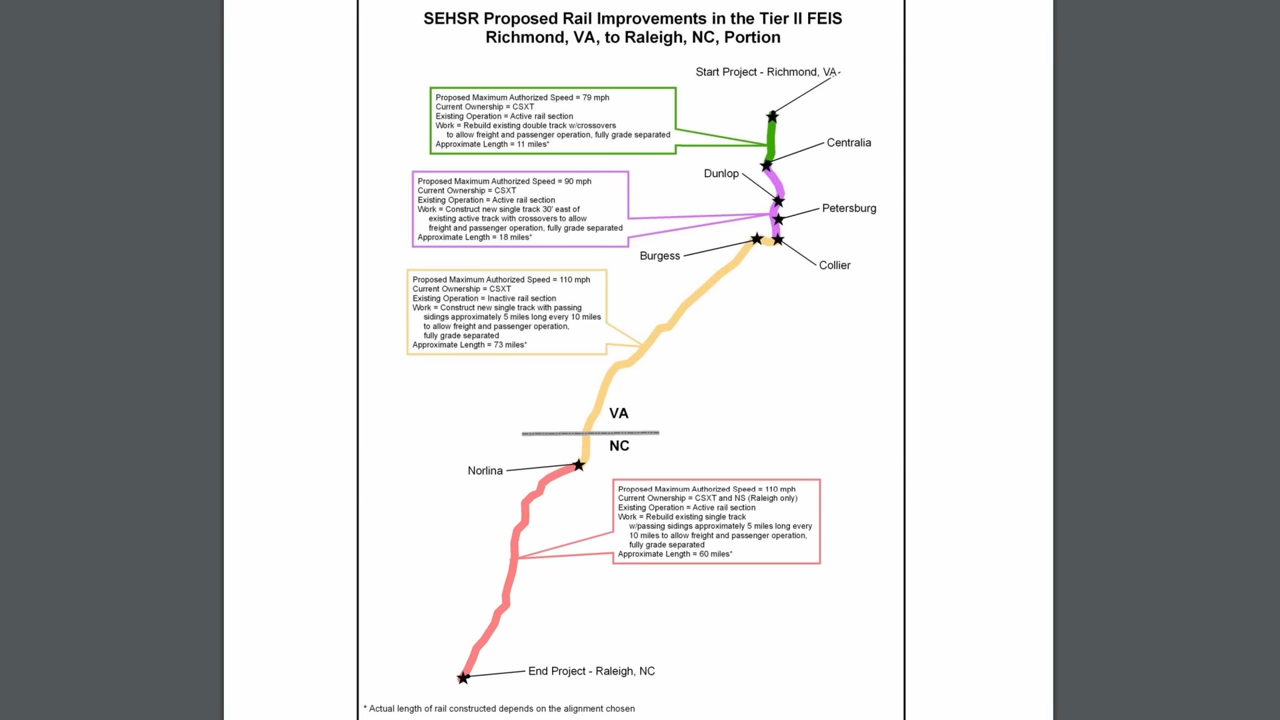 SEHSR Proposed Rail Improvements in the Tier II FEIS
Richmond, VA, to Raleigh, NC, Portion
Start Project - Richmond, VA
Proposed Maximum Authorized Speed = 79 mph
Current Ownership = CSXT
Existing Operation = Active rail section
Work = Rebuild existing double track w/crossovers
to allow freight and passenger operation, fully grade separated
Approximate Length = 11 miles*
Centralia
Dunlop
Proposed Maximum Authorized Speed = 90 mph
Current Ownership = CSXT
Existing Operation = Active rail section
Work = Construct new single track 30' east of
existing active track with crossovers to allow
freight and passenger operation, fully grade separated
Approximate Length = 18 miles*
Petersburg
Burgess
Collier
Proposed Maximum Authorized Speed = 110 mph
Current Ownership = CSXT
Existing Operation = Inactive rail section
Work = Construct new single track with passing
sidings approximately 5 miles long every 10 miles
to allow freight and passenger operation,
fully grade separated
Approximate Length = 73 miles*
VA
NC
Norlina
Proposed Maximum Authorized Speed = 110 mph
Current Ownership = CSXT and NS (Raleigh only)
Existing Operation = Active rail section
Work = Rebuild existing single track
w/passing sidings approximately 5 miles long every
10 miles to allow freight and passenger operation,
fully grade separated
Approximate Length = 60 miles*
End Project - Raleigh, NC
* Actual length of rail constructed depends on the alignment chosen